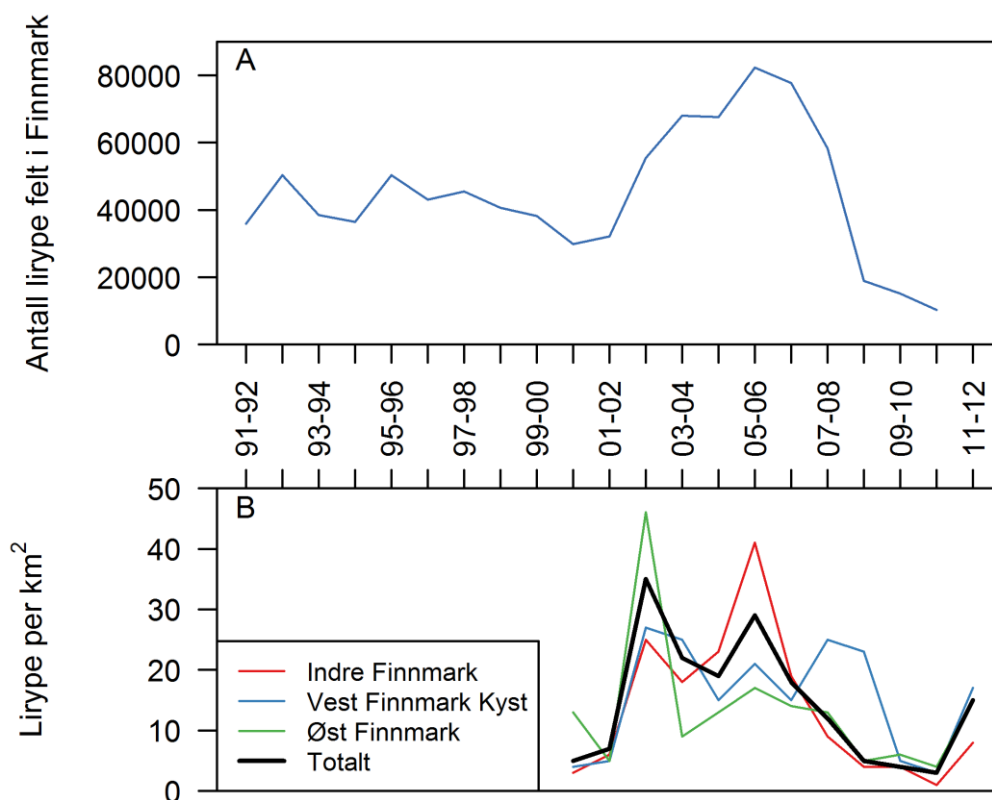 Antall lirype felt i Finnmark
A
80000
60000
40000
20000
0
91-92
93-94
95-96
97-98
99-00
01-02
03-04
05-06
07-08
09-10
11-12
Lirype per km²
B
50
40
30
20
10
0
Indre Finnmark
Vest Finnmark Kyst
Øst Finnmark
Totalt